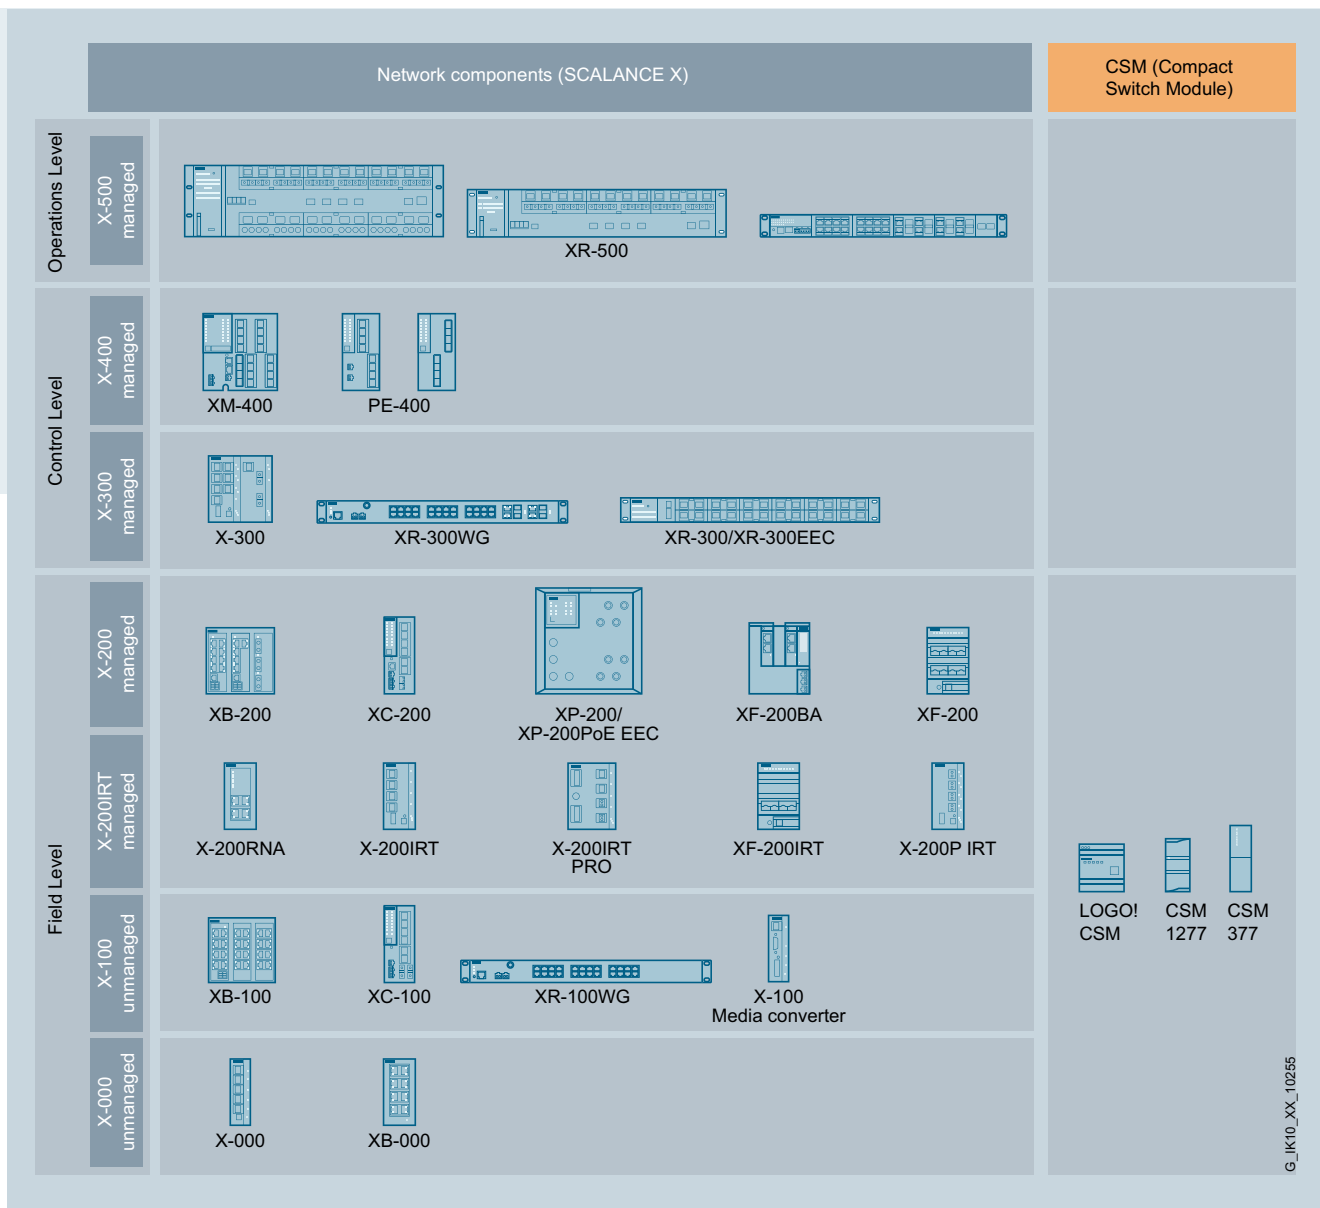 Network components (SCALANCE X)
CSM (Compact
Switch Module)
Operations Level
X-500
managed
XR-500
Control Level
X-400
managed
XM-400
PE-400
X-300
managed
X-300
XR-300WG
XR-300/XR-300EEC
Field Level
X-200
managed
XB-200
XC-200
XP-200/
XP-200PoE EEC
XF-200BA
XF-200
X-200IRT
managed
X-200RNA
X-200IRT
X-200IRT
PRO
XF-200IRT
X-200P IRT
LOGO!
CSM
CSM
1277
CSM
377
X-100
unmanaged
XB-100
XC-100
XR-100WG
X-100
Media converter
X-000
unmanaged
X-000
XB-000
G_IK10_XX_10255